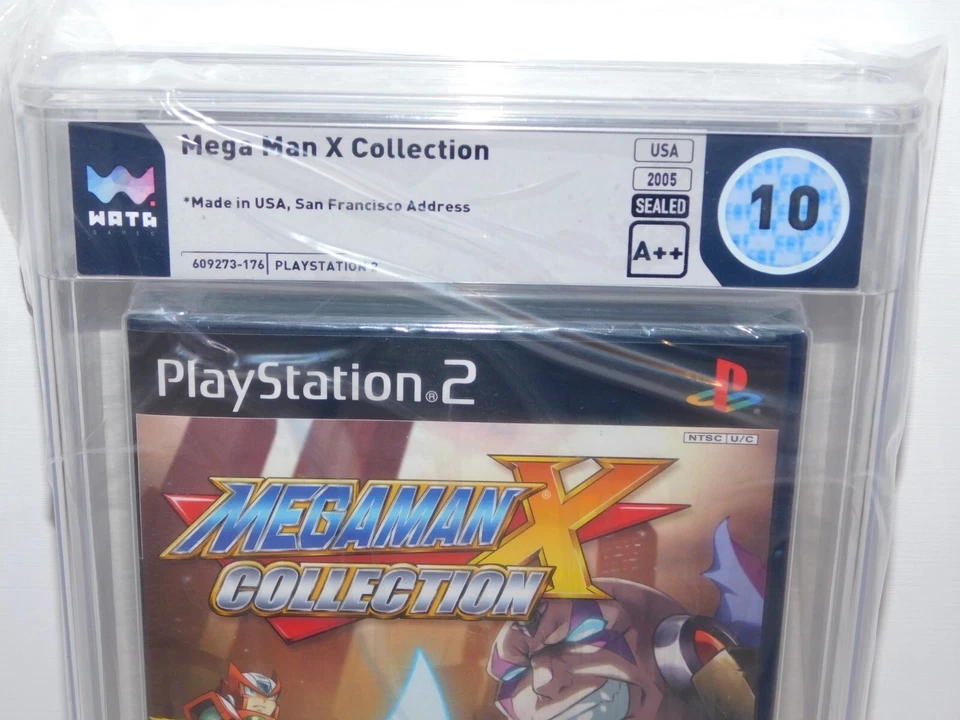 Mega Man X Collection
*Made in USA, San Francisco Address
609273-176 PLAYSTATION 2
WATA
GAMES
USA
2005
SEALED
A++
10
PlayStation®2
NTSC U/C
MEGAMAN X®
COLLECTION